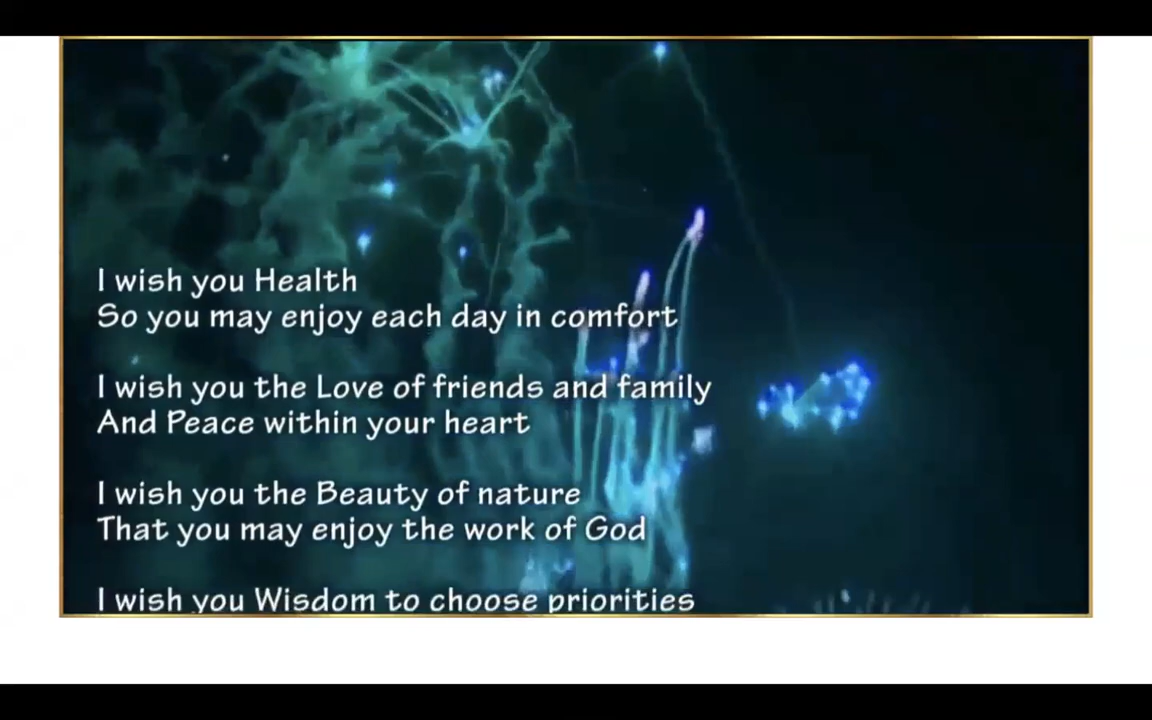 I wish you Health
So you may enjoy each day in comfort
I wish you the Love of friends and family
And Peace within your heart
I wish you the Beauty of nature
That you may enjoy the work of God
I wish you Wisdom to choose priorities